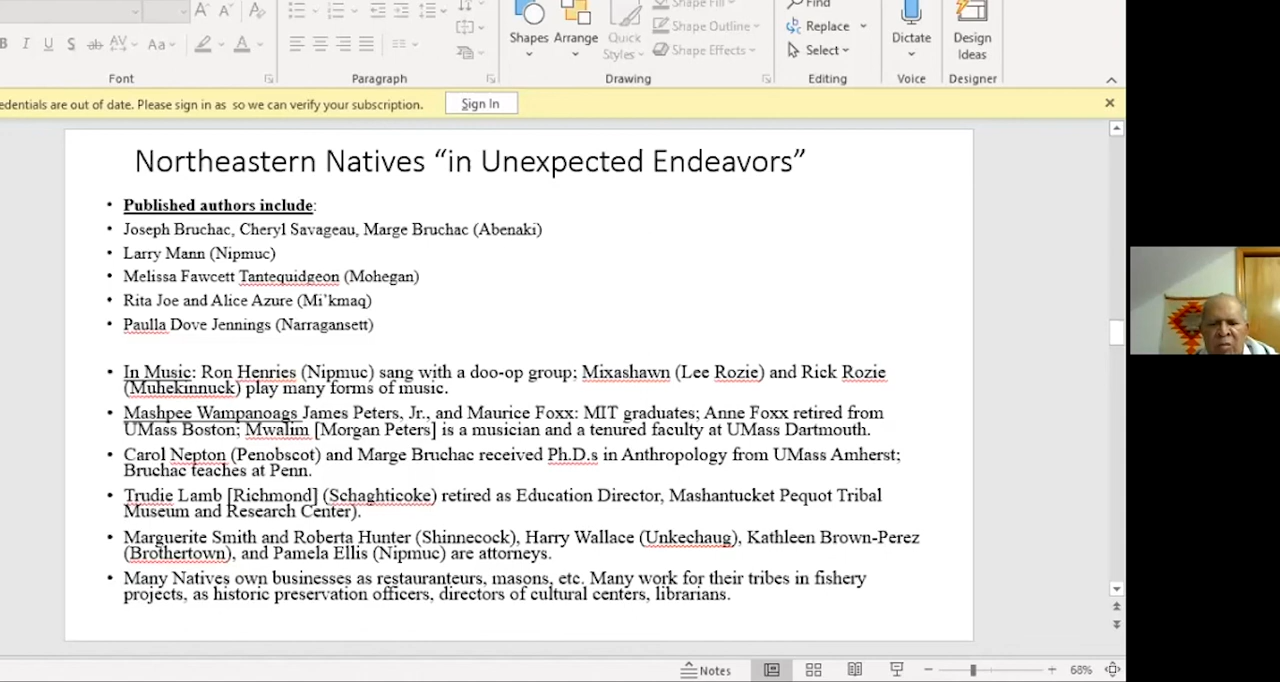 Find
Shape Fill
Shapes Arrange Quick Styles
Shape Outline
Replace
Dictate
Design Ideas
B I U S ab AV Aa A
Shape Effects
Select
Font Paragraph Drawing Editing Voice Designer
edentials are out of date. Please sign in as so we can verify your subscription. Sign In
Northeastern Natives “in Unexpected Endeavors”
• Published authors include:
• Joseph Bruchac, Cheryl Savageau, Marge Bruchac (Abenaki)
• Larry Mann (Nipmuc)
• Melissa Fawcett Tantequidgeon (Mohegan)
• Rita Joe and Alice Azure (Mi’kmaq)
• Paulla Dove Jennings (Narragansett)
• In Music: Ron Henries (Nipmuc) sang with a doo-op group; Mixashawn (Lee Rozie) and Rick Rozie
(Muhekinnuck) play many forms of music.
• Mashpee Wampanoags James Peters, Jr., and Maurice Foxx: MIT graduates; Anne Foxx retired from
UMass Boston; Mwalim [Morgan Peters] is a musician and a tenured faculty at UMass Dartmouth.
• Carol Nepton (Penobscot) and Marge Bruchac received Ph.D.s in Anthropology from UMass Amherst;
Bruchac teaches at Penn.
• Trudie Lamb [Richmond] (Schaghticoke) retired as Education Director, Mashantucket Pequot Tribal
Museum and Research Center).
• Marguerite Smith and Roberta Hunter (Shinnecock), Harry Wallace (Unkechaug), Kathleen Brown-Perez
(Brothertown), and Pamela Ellis (Nipmuc) are attorneys.
• Many Natives own businesses as restauranteurs, masons, etc. Many work for their tribes in fishery
projects, as historic preservation officers, directors of cultural centers, librarians.
Notes 68%